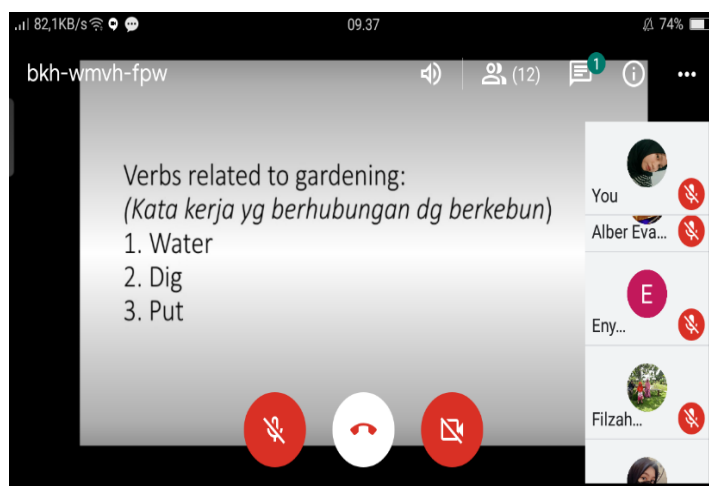 82,1KB/s 09.37 74%
bkh-wmvh-fpw (12) 1
Verbs related to gardening:
(Kata kerja yg berhubungan dg berkebun)
1. Water
2. Dig
3. Put
You
Alber Eva...
E
Eny...
Filzah...